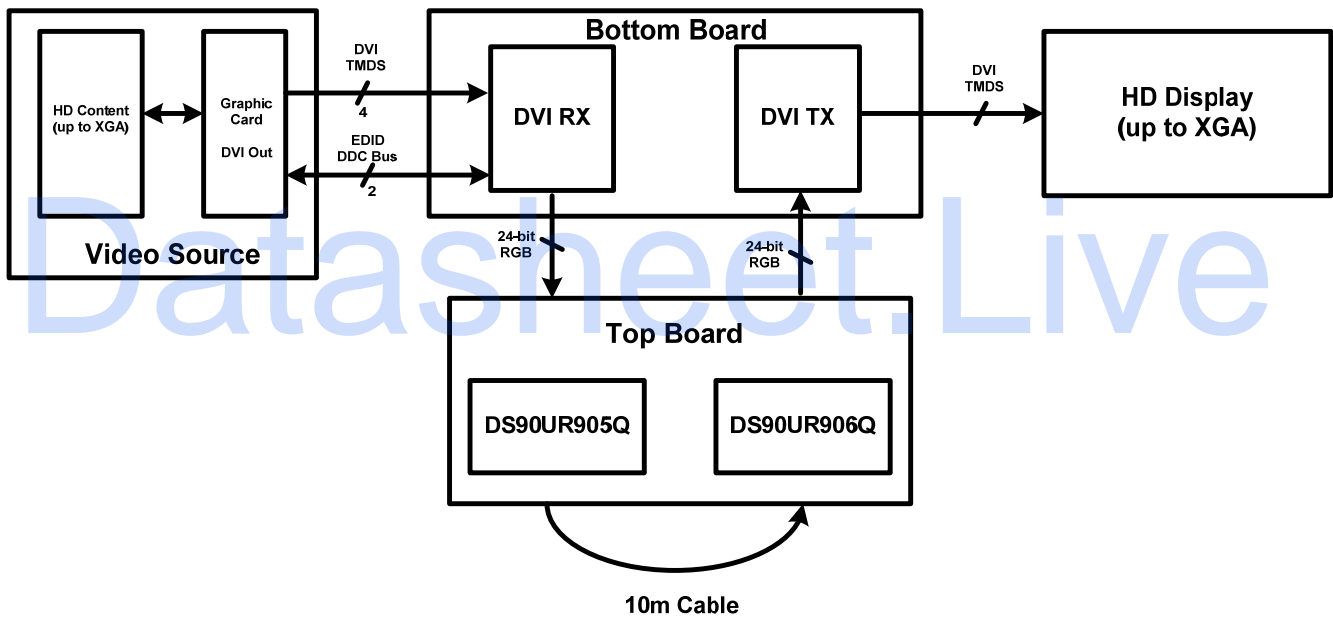 HD Content
(up to XGA)
Graphic
Card
DVI Out
Video Source
DVI
TMDS
4
EDID
DDC Bus
2
Bottom Board
DVI RX
DVI TX
DVI
TMDS
HD Display
(up to XGA)
24-bit
RGB
24-bit
RGB
Datasheet.Live
Top Board
DS90UR905Q
DS90UR906Q
10m Cable